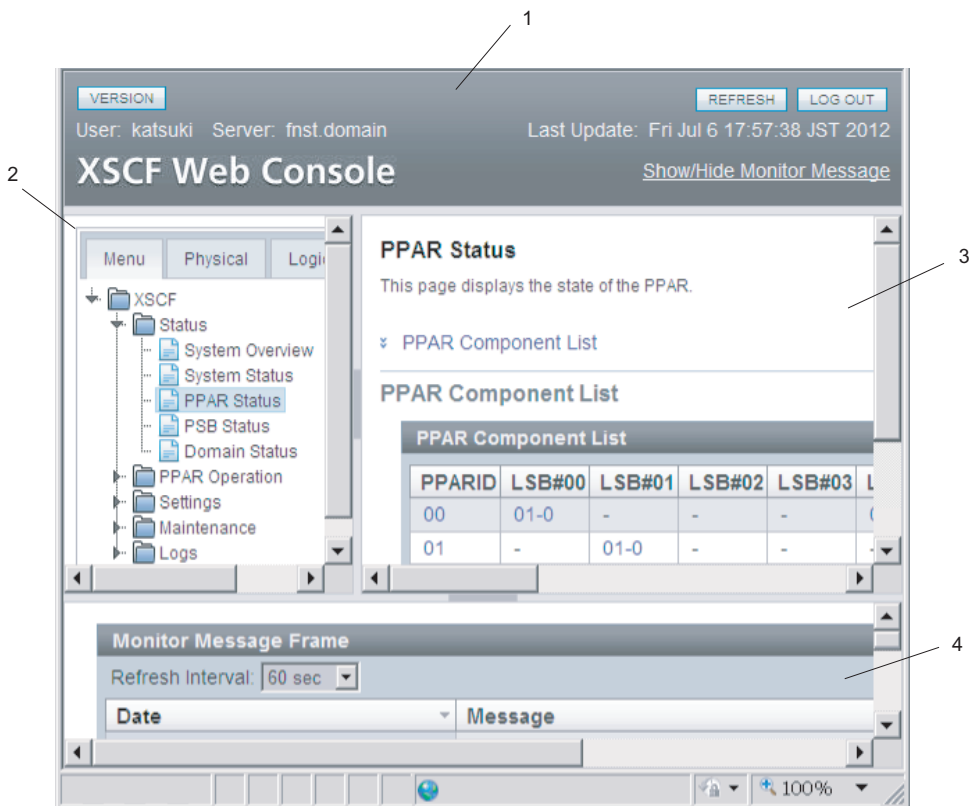 1
VERSION
REFRESH LOG OUT
User: katsuki Server: fnst.domain
Last Update: Fri Jul 6 17:57:38 JST 2012
XSCF Web Console
Show/Hide Monitor Message
2
Menu Physical
XSCF
Status
System Overview
System Status
PPAR Status
PSB Status
Domain Status
PPAR Operation
Settings
Maintenance
Logs
PPAR Status
This page displays the state of the PPAR.
PPAR Component List
PPAR Component List
PPAR Component List
PPARID LSB#00 LSB#01 LSB#02 LSB#03
00 01-0 - - -
01 - 01-0 - -
3
Monitor Message Frame
Refresh Interval: 60 sec
Date Message
4
100%